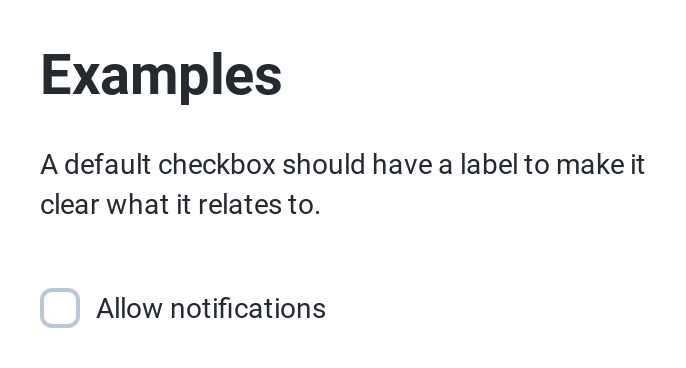 Examples
A default checkbox should have a label to make it
clear what it relates to.
Allow notifications